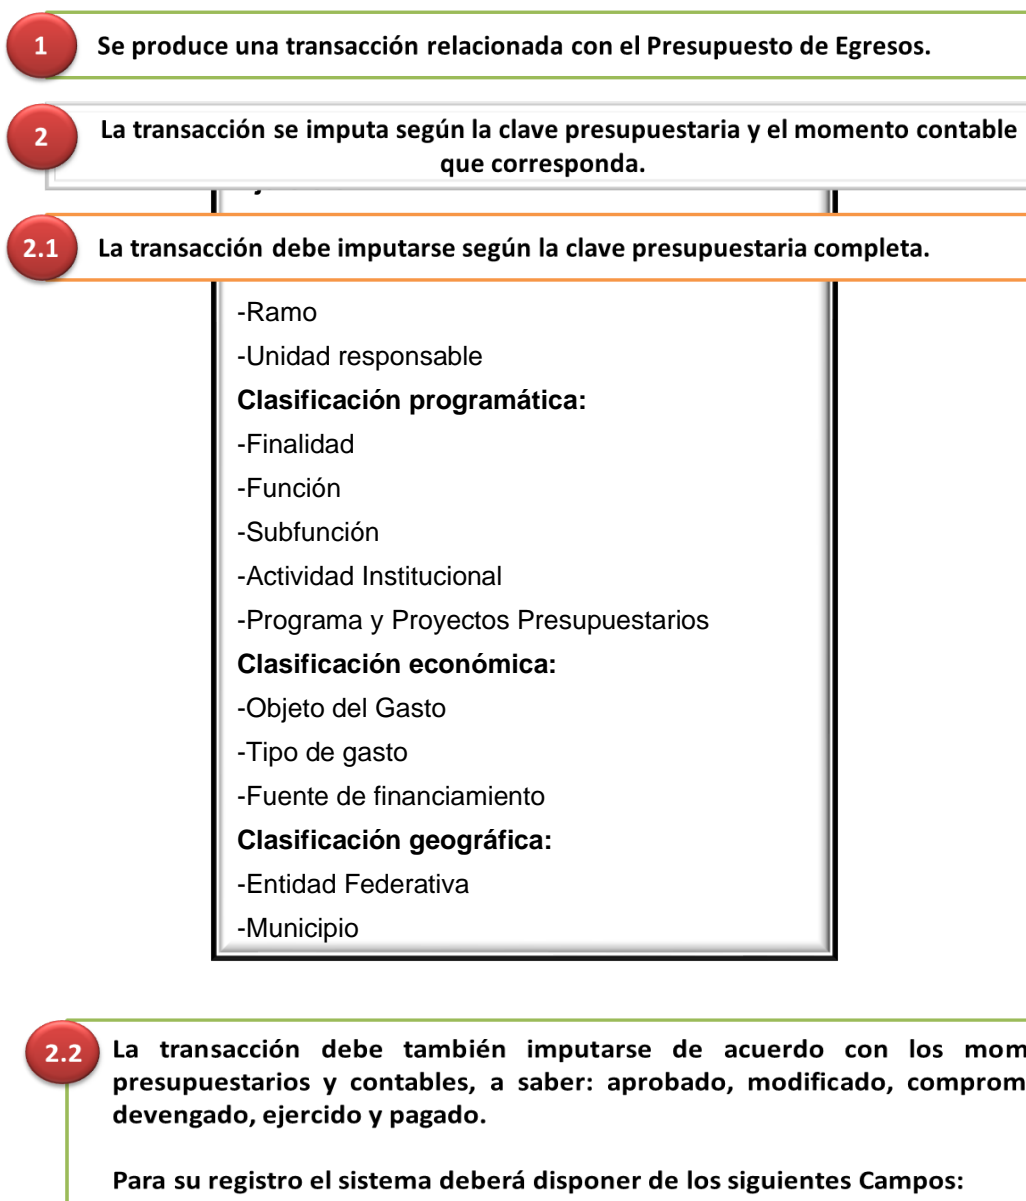 1 Se produce una transacción relacionada con el Presupuesto de Egresos.
2 La transacción se imputa según la clave presupuestaria y el momento contable
que corresponda.
2.1 La transacción debe imputarse según la clave presupuestaria completa.
-Ramo
-Unidad responsable
Clasificación programática:
-Finalidad
-Función
-Subfunción
-Actividad Institucional
-Programa y Proyectos Presupuestarios
Clasificación económica:
-Objeto del Gasto
-Tipo de gasto
-Fuente de financiamiento
Clasificación geográfica:
-Entidad Federativa
-Municipio
2.2 La transacción debe también imputarse de acuerdo con los mom
presupuestarios y contables, a saber: aprobado, modificado, comprom
devengado, ejercido y pagado.
Para su registro el sistema deberá disponer de los siguientes Campos: